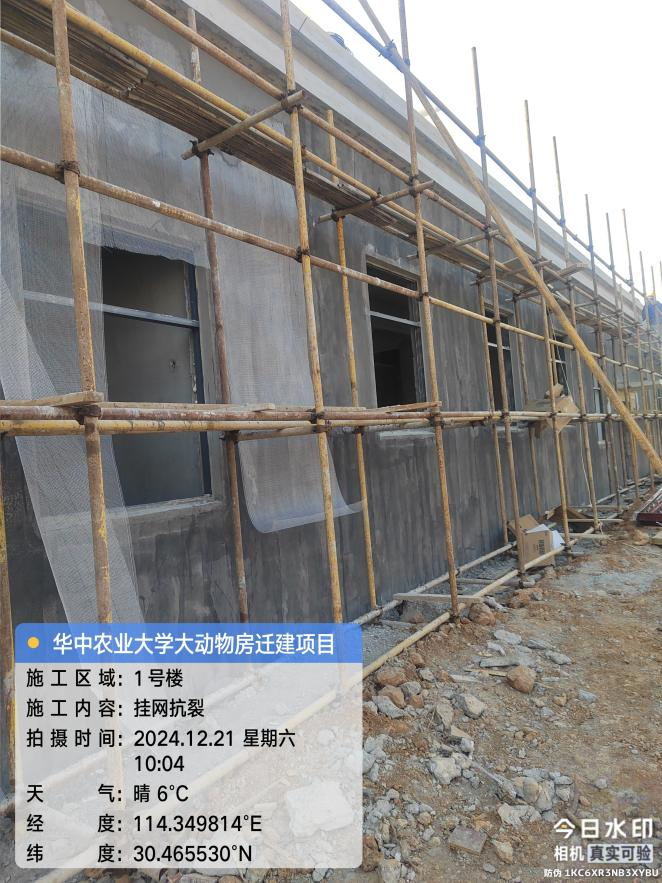 华中农业大学大动物房迁建项目
施工区域：1号楼
施工内容：挂网抗裂
拍摄时间：2024.12.21 星期六
10:04
天气：晴 6°C
经度：114.349814°E
纬度：30.465530°N
今日水印
相机 真实可验
防伪 1KC6XR3NB3XYBU